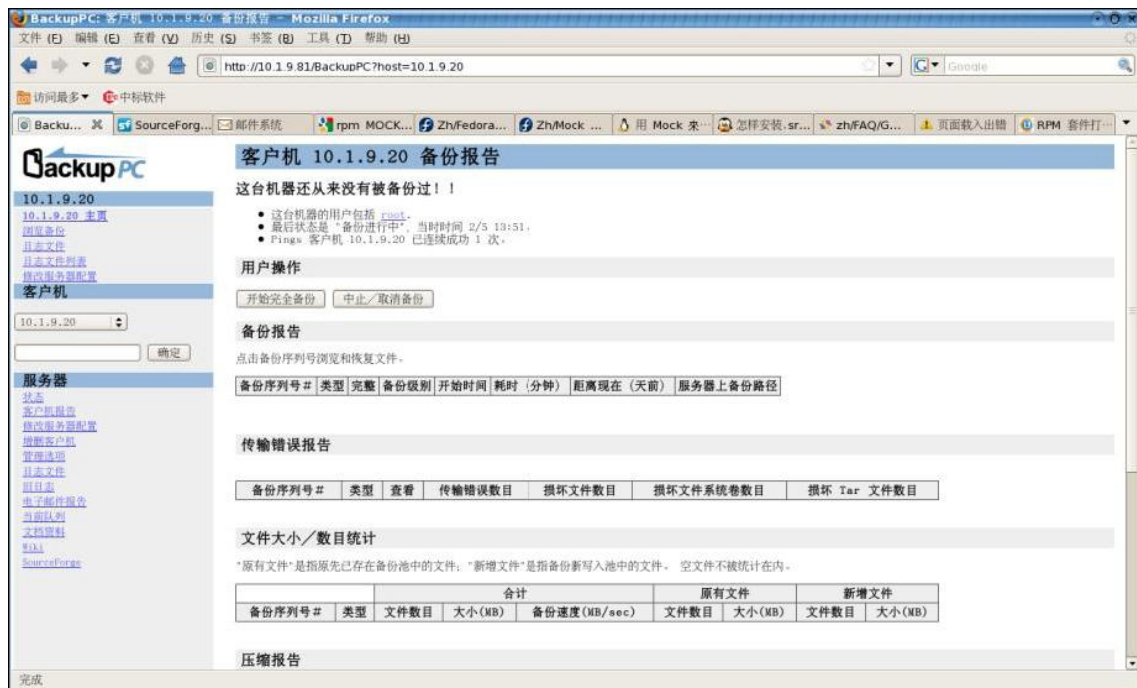 BackupPC: 客户机 10.1.9.20 备份报告 - Mozilla Firefox
文件 (F) 编辑 (E) 查看 (V) 历史 (S) 书签 (B) 工具 (T) 帮助 (H)
http://10.1.9.81/BackupPC?host=10.1.9.20
Google
访问最多 中标软件
Backu... SourceForg... 邮件系统 rpm MOCK... Zh/Fedora... Zh/Mock ... 用 Mock 來… 怎样安装.sr... zh/FAQ/G... 页面载入出错 RPM 套件打…
BackupPC
10.1.9.20
10.1.9.20 主页
浏览备份
日志文件
日志文件列表
修改服务器配置
客户机
10.1.9.20
确定
服务器
状态
客户机报告
修改服务器配置
增删客户机
管理选项
日志文件
旧日志
电子邮件报告
当前队列
文档资料
Wiki
SourceForge
客户机 10.1.9.20 备份报告
这台机器还从来没有被备份过！！
这台机器的用户包括 root.
最后状态是 "备份进行中", 当时时间 2/5 13:51.
Pings 客户机 10.1.9.20 已连续成功 1 次.
用户操作
开始完全备份 中止／取消备份
备份报告
点击备份序列号浏览和恢复文件.
备份序列号# 类型 完整 备份级别 开始时间 耗时 (分钟) 距离现在 (天前) 服务器上备份路径
传输错误报告
备份序列号# 类型 查看 传输错误数目 损坏文件数目 损坏文件系统卷数目 损坏 Tar 文件数目
文件大小／数目统计
"原有文件"是指原先已存在备份池中的文件; "新增文件"是指备份新写入池中的文件. 空文件不被统计在内.
合计 原有文件 新增文件
备份序列号# 类型 文件数目 大小(MB) 备份速度(MB/sec) 文件数目 大小(MB) 文件数目 大小(MB)
压缩报告
完成